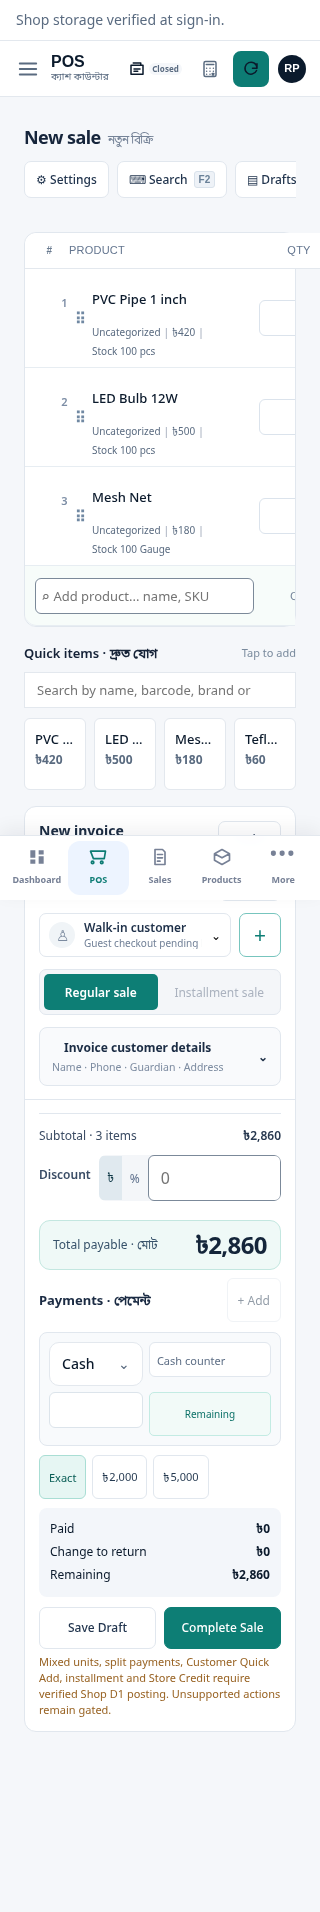 Shop storage verified at sign-in.
POS
ক্যাশ কাউন্টার
Closed
RP
New sale নতুন বিক্রি
Settings
Search F2
Drafts
# PRODUCT QTY
1 PVC Pipe 1 inch
Uncategorized | ৳420 |
Stock 100 pcs
2 LED Bulb 12W
Uncategorized | ৳500 |
Stock 100 pcs
3 Mesh Net
Uncategorized | ৳180 |
Stock 100 Gauge
Add product... name, SKU
Quick items · দ্রুত যোগ Tap to add
Search by name, barcode, brand or
PVC ... LED ... Mes... Tefl...
৳420 ৳500 ৳180 ৳60
New invoice
Dashboard POS Sales Products More
Walk-in customer
Guest checkout pending
+
Regular sale Installment sale
Invoice customer details
Name · Phone · Guardian · Address
Subtotal · 3 items ৳2,860
Discount ৳ % 0
Total payable · মোট ৳2,860
Payments · পেমেন্ট + Add
Cash Cash counter
Remaining
Exact ৳2,000 ৳5,000
Paid ৳0
Change to return ৳0
Remaining ৳2,860
Save Draft Complete Sale
Mixed units, split payments, Customer Quick
Add, installment and Store Credit require
verified Shop D1 posting. Unsupported actions
remain gated.